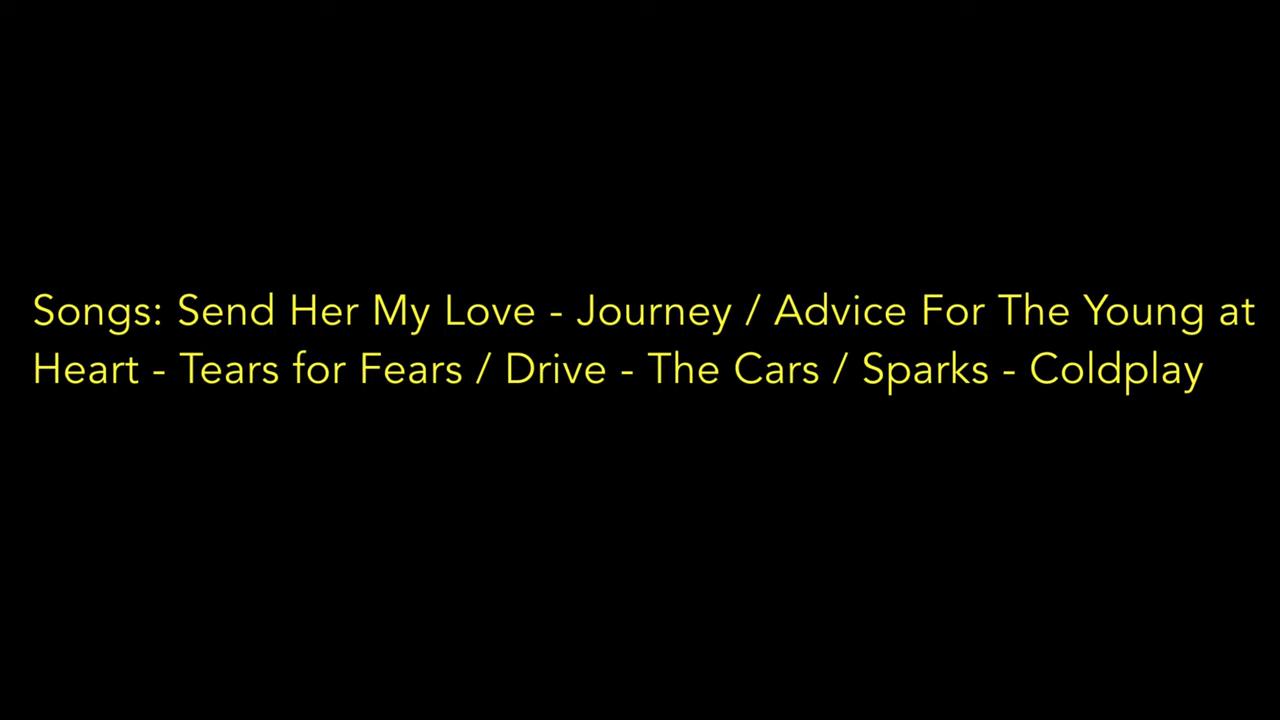 Songs: Send Her My Love - Journey / Advice For The Young at
Heart - Tears for Fears / Drive - The Cars / Sparks - Coldplay